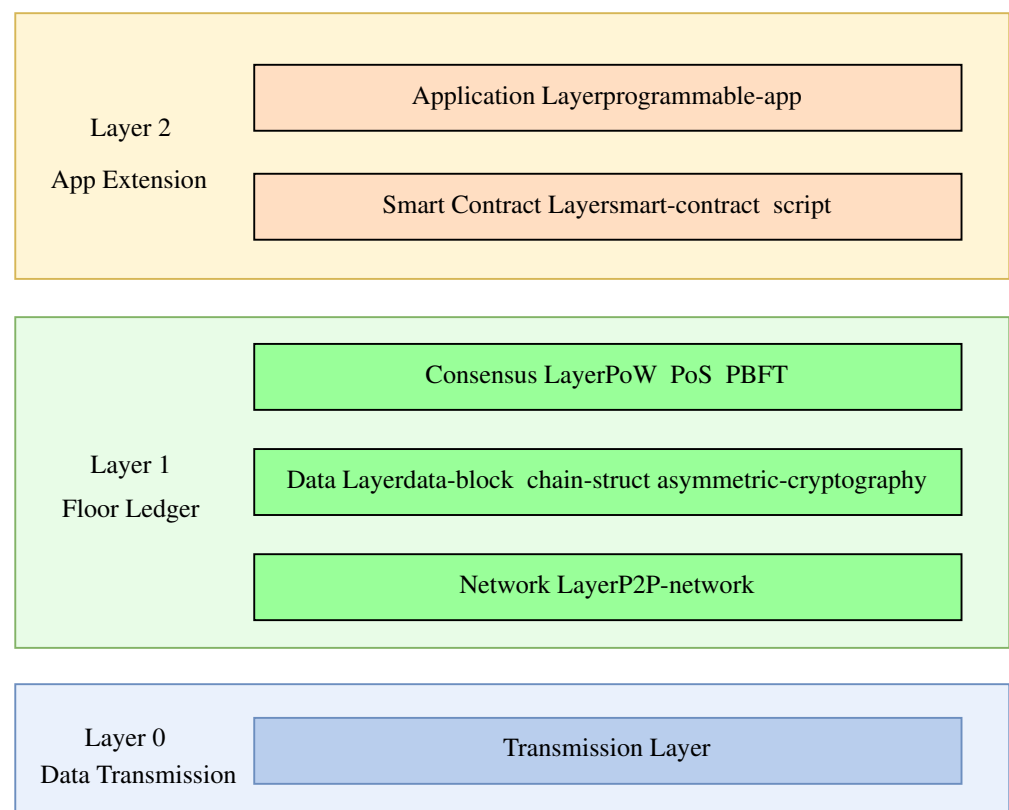 Layer 2
App Extension
Application Layerprogrammable-app
Smart Contract Layersmart-contract  script
Layer 1
Floor Ledger
Consensus LayerPoW  PoS  PBFT
Data Layerdata-block  chain-struct asymmetric-cryptography
Network LayerP2P-network
Layer 0
Data Transmission
Transmission Layer